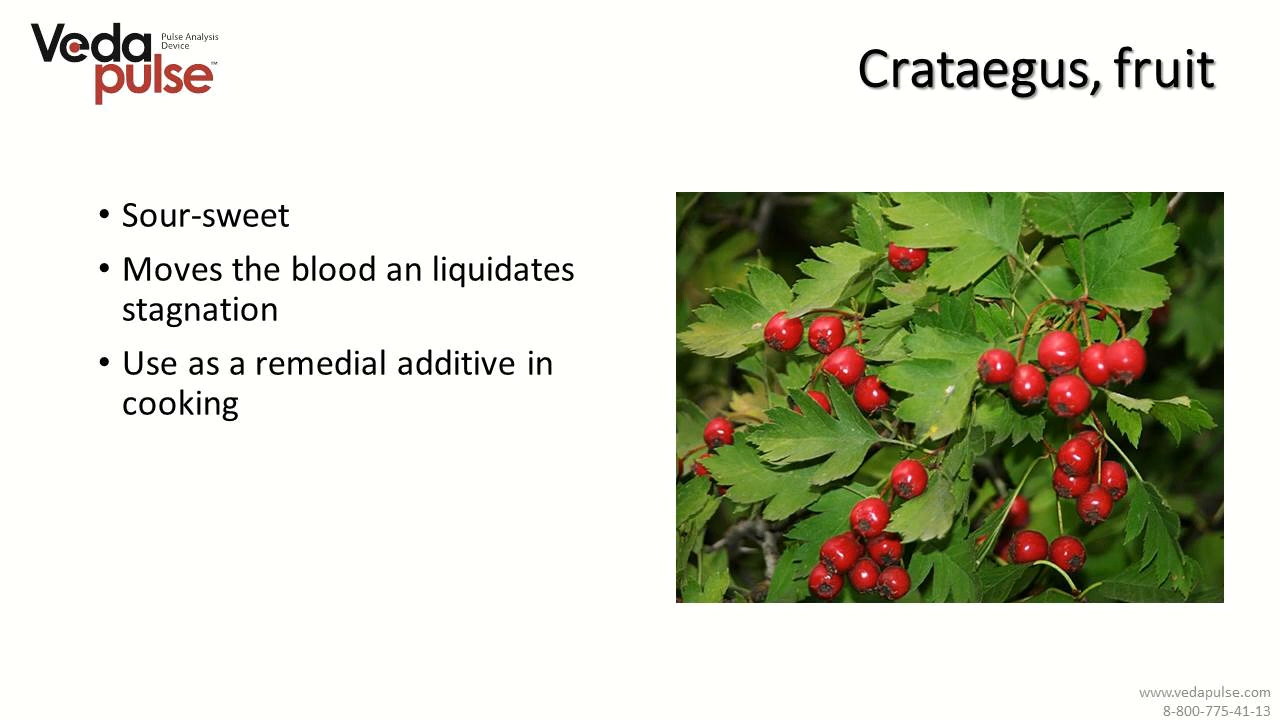 Veda
Pulse Analysis
Device
pulse™
Crataegus, fruit
• Sour-sweet
• Moves the blood an liquidates
stagnation
• Use as a remedial additive in
cooking
www.vedapulse.com
8-800-775-41-13